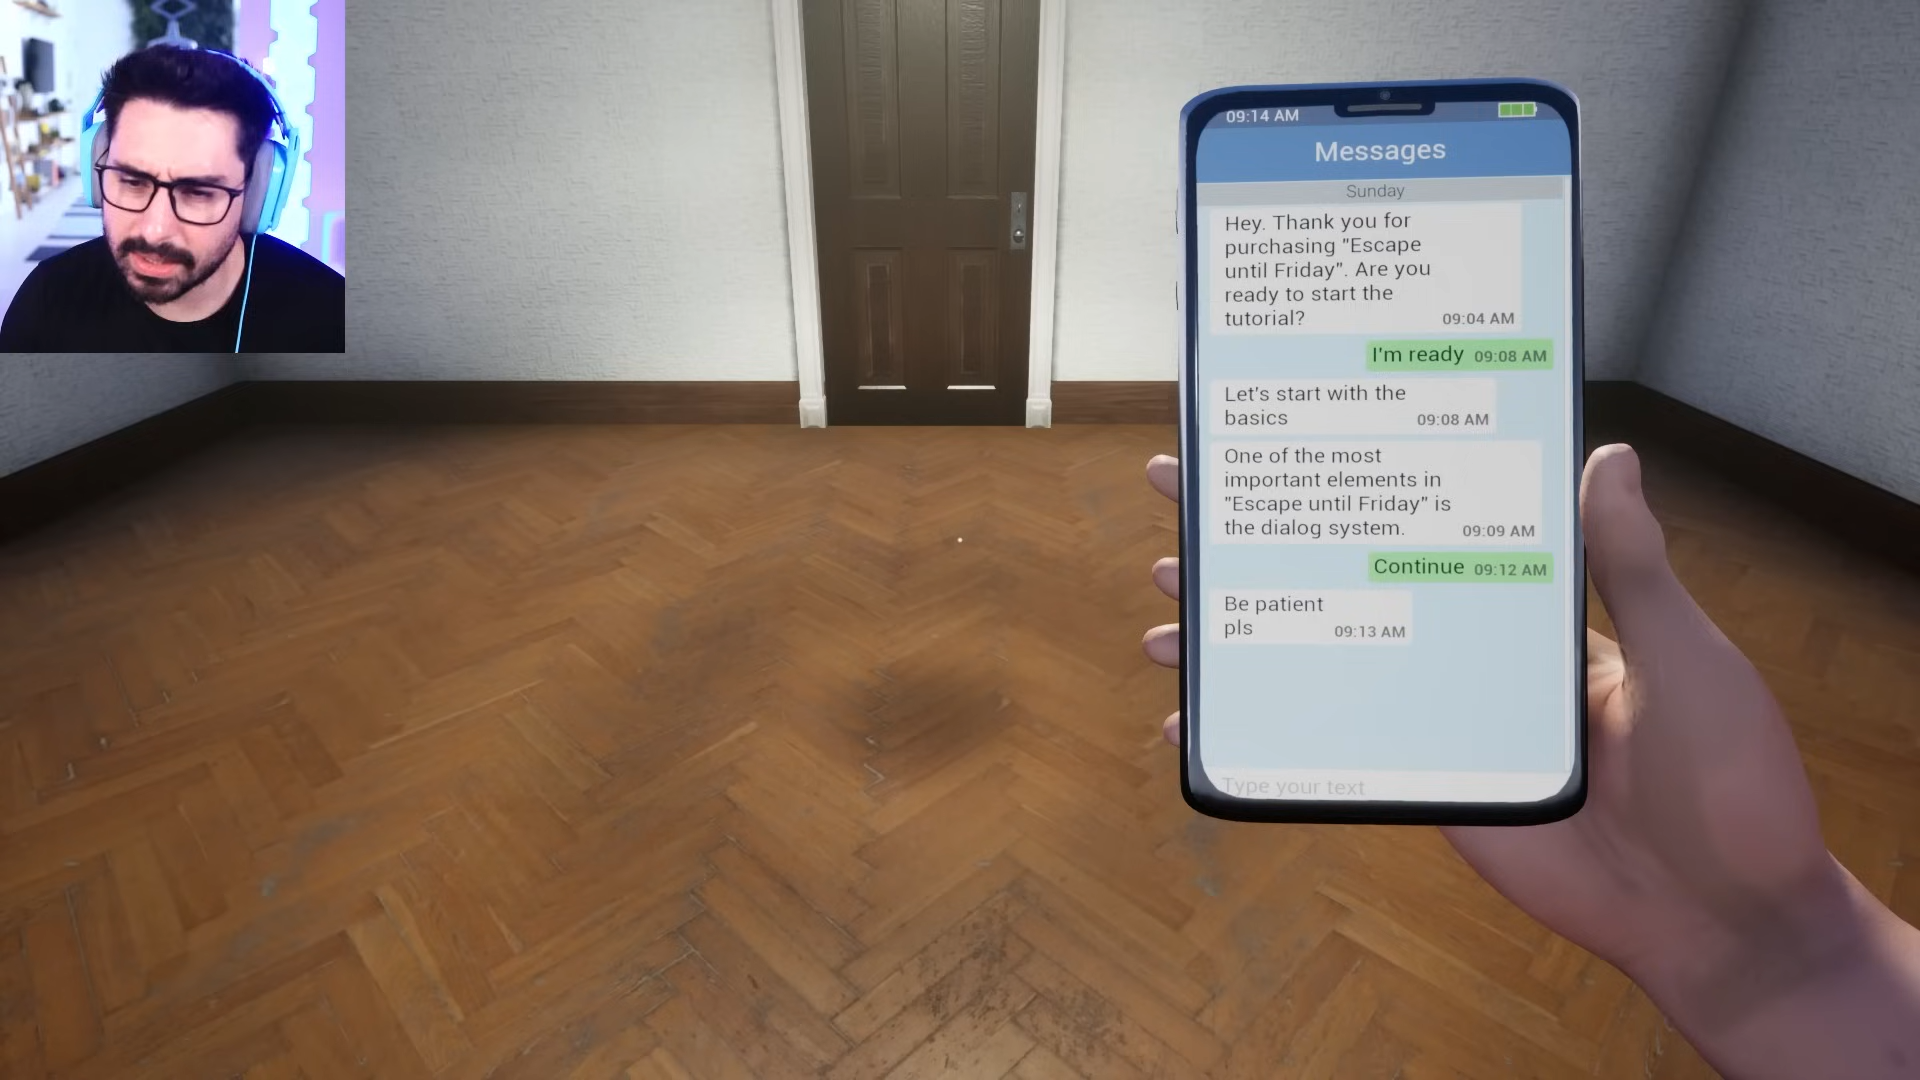 09:14 AM
Messages
Sunday
Hey. Thank you for
purchasing "Escape
until Friday". Are you
ready to start the
tutorial?
09:04 AM
I'm ready 09:08 AM
Let's start with the
basics
09:08 AM
One of the most
important elements in
"Escape until Friday" is
the dialog system.
09:09 AM
Continue 09:12 AM
Be patient
pls
09:13 AM
Type your text